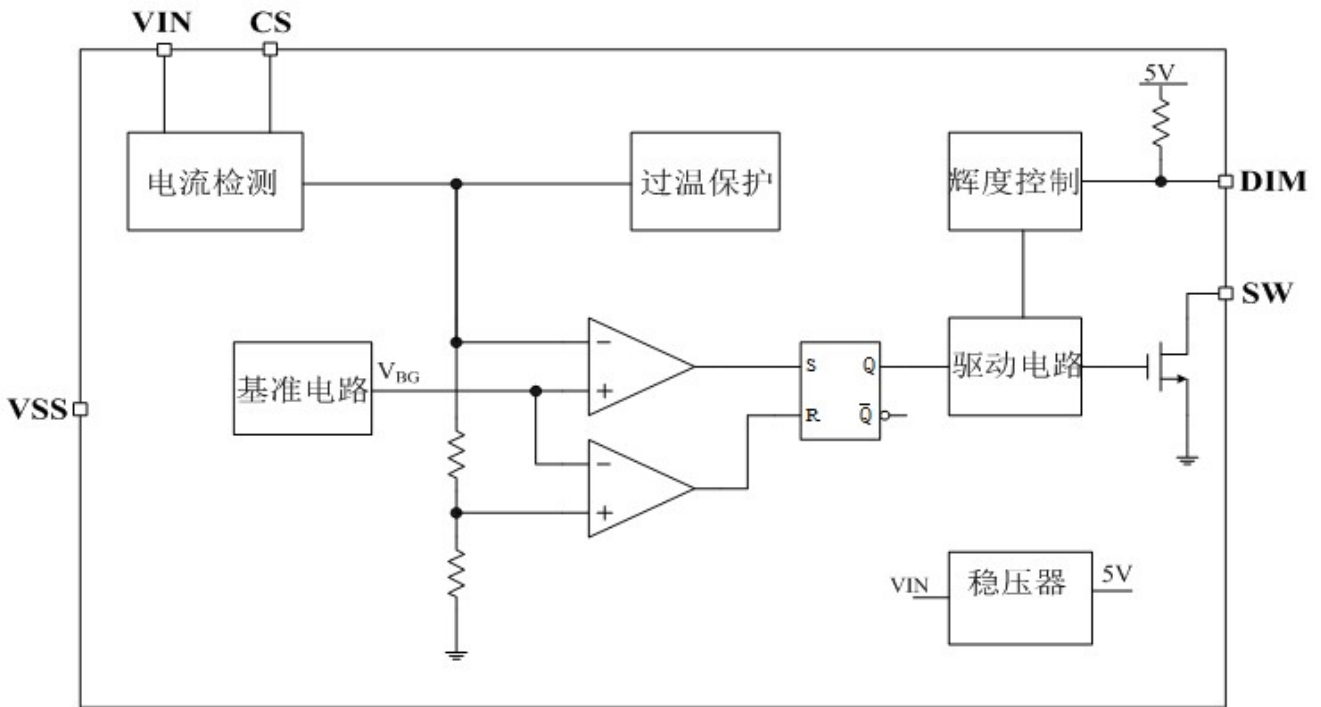 VIN CS
5V
电流检测 过温保护 辉度控制 DIM
SW
基准电路 VBG − S Q 驱动电路
VSS + R Q̅
−
+
VIN 稳压器 5V